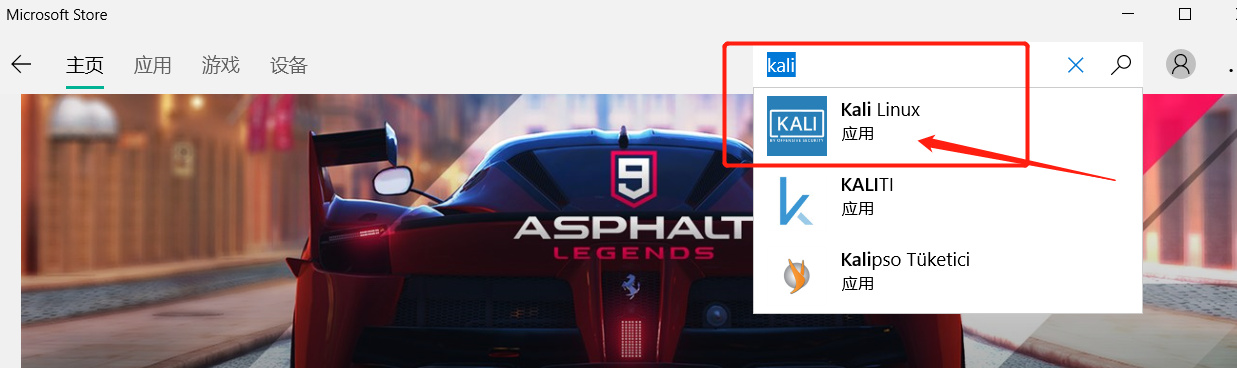 Microsoft Store
主页 应用 游戏 设备
kali
KALI
BY OFFENSIVE SECURITY
Kali Linux
应用
KALITI
应用
Kalipso Tüketici
应用
9
ASPHALT
LEGENDS